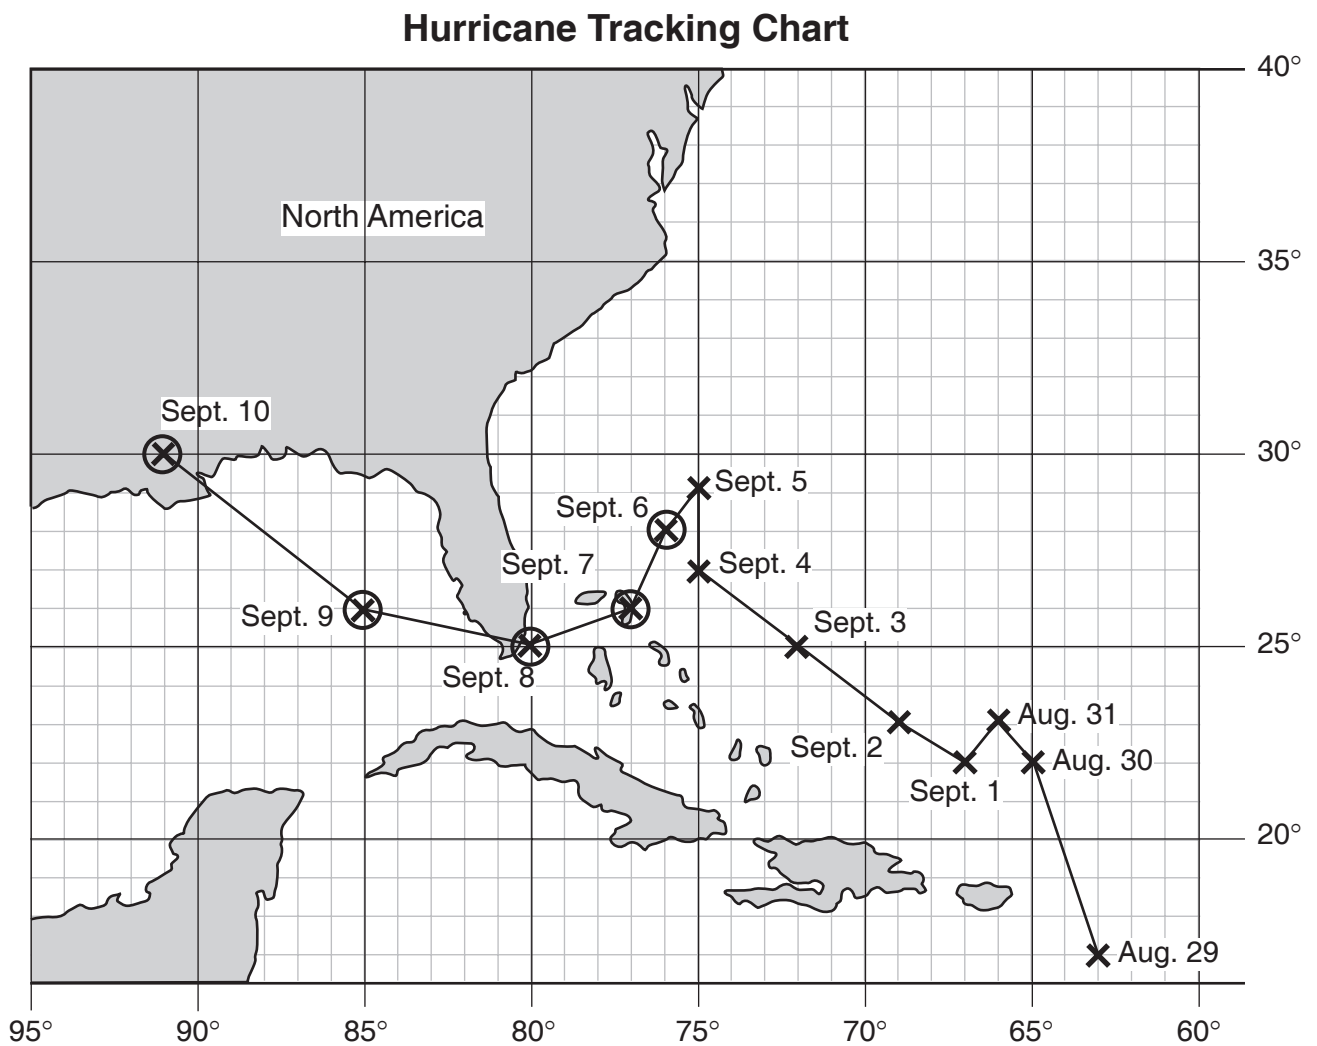 Hurricane Tracking Chart
40°
North America
35°
Sept. 10
30°
Sept. 5
Sept. 6
Sept. 7
Sept. 4
Sept. 9
Sept. 3
25°
Sept. 8
Aug. 31
Sept. 2
Aug. 30
Sept. 1
20°
Aug. 29
95° 90° 85° 80° 75° 70° 65° 60°